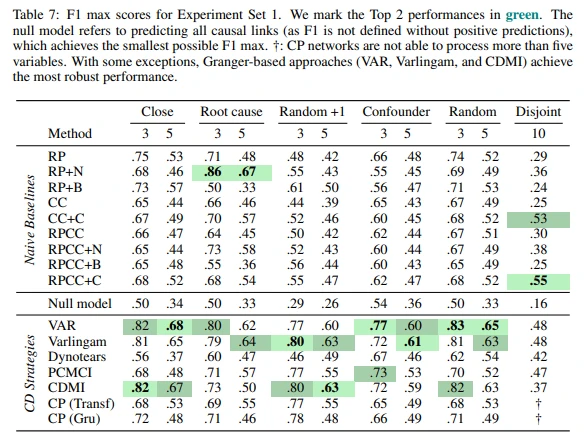 Table 7: F1 max scores for Experiment Set 1. We mark the Top 2 performances in green. The
null model refers to predicting all causal links (as F1 is not defined without positive predictions),
which achieves the smallest possible F1 max. †: CP networks are not able to process more than five
variables. With some exceptions, Granger-based approaches (VAR, Varlingam, and CDMI) achieve
the most robust performance.
Close Root cause Random +1 Confounder Random Disjoint
Method 3 5 3 5 3 5 3 5 3 5 10
Naive Baselines
RP .75 .53 .71 .48 .48 .42 .66 .48 .74 .52 .29
RP+N .68 .46 .86 .67 .55 .43 .55 .45 .69 .49 .36
RP+B .73 .57 .50 .33 .61 .50 .56 .47 .71 .53 .24
CC .65 .44 .66 .46 .44 .39 .65 .43 .67 .49 .25
CC+C .67 .49 .70 .57 .52 .46 .60 .45 .68 .52 .53
RPCC .66 .47 .64 .45 .50 .42 .62 .44 .67 .51 .30
RPCC+N .65 .44 .73 .58 .52 .43 .60 .44 .67 .49 .38
RPCC+B .65 .48 .55 .36 .56 .44 .60 .43 .65 .49 .25
RPCC+C .68 .52 .68 .54 .55 .47 .62 .47 .68 .52 .55
Null model .50 .34 .50 .33 .29 .26 .54 .36 .50 .33 .16
CD Strategies
VAR .82 .68 .80 .62 .77 .60 .77 .60 .83 .65 .48
Varlingam .81 .65 .79 .64 .80 .63 .72 .61 .81 .63 .48
Dynotears .56 .37 .60 .47 .46 .49 .67 .46 .62 .54 .42
PCMCI .68 .48 .71 .57 .77 .55 .73 .53 .70 .52 .47
CDMI .82 .67 .73 .50 .80 .63 .72 .59 .82 .63 .37
CP (Transf) .68 .53 .69 .55 .77 .55 .65 .49 .68 .53 †
CP (Gru) .72 .48 .71 .46 .78 .48 .66 .49 .71 .49 †